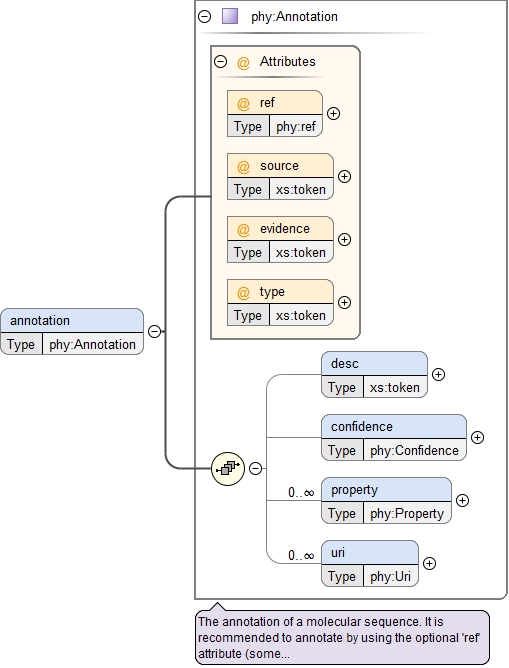 phy:Annotation
@ Attributes
@ ref
Type phy:ref
@ source
Type xs:token
@ evidence
Type xs:token
@ type
Type xs:token
annotation
Type phy:Annotation
desc
Type xs:token
confidence
Type phy:Confidence
0..∞
property
Type phy:Property
0..∞
uri
Type phy:Uri
The annotation of a molecular sequence. It is
recommended to annotate by using the optional 'ref'
attribute (some...